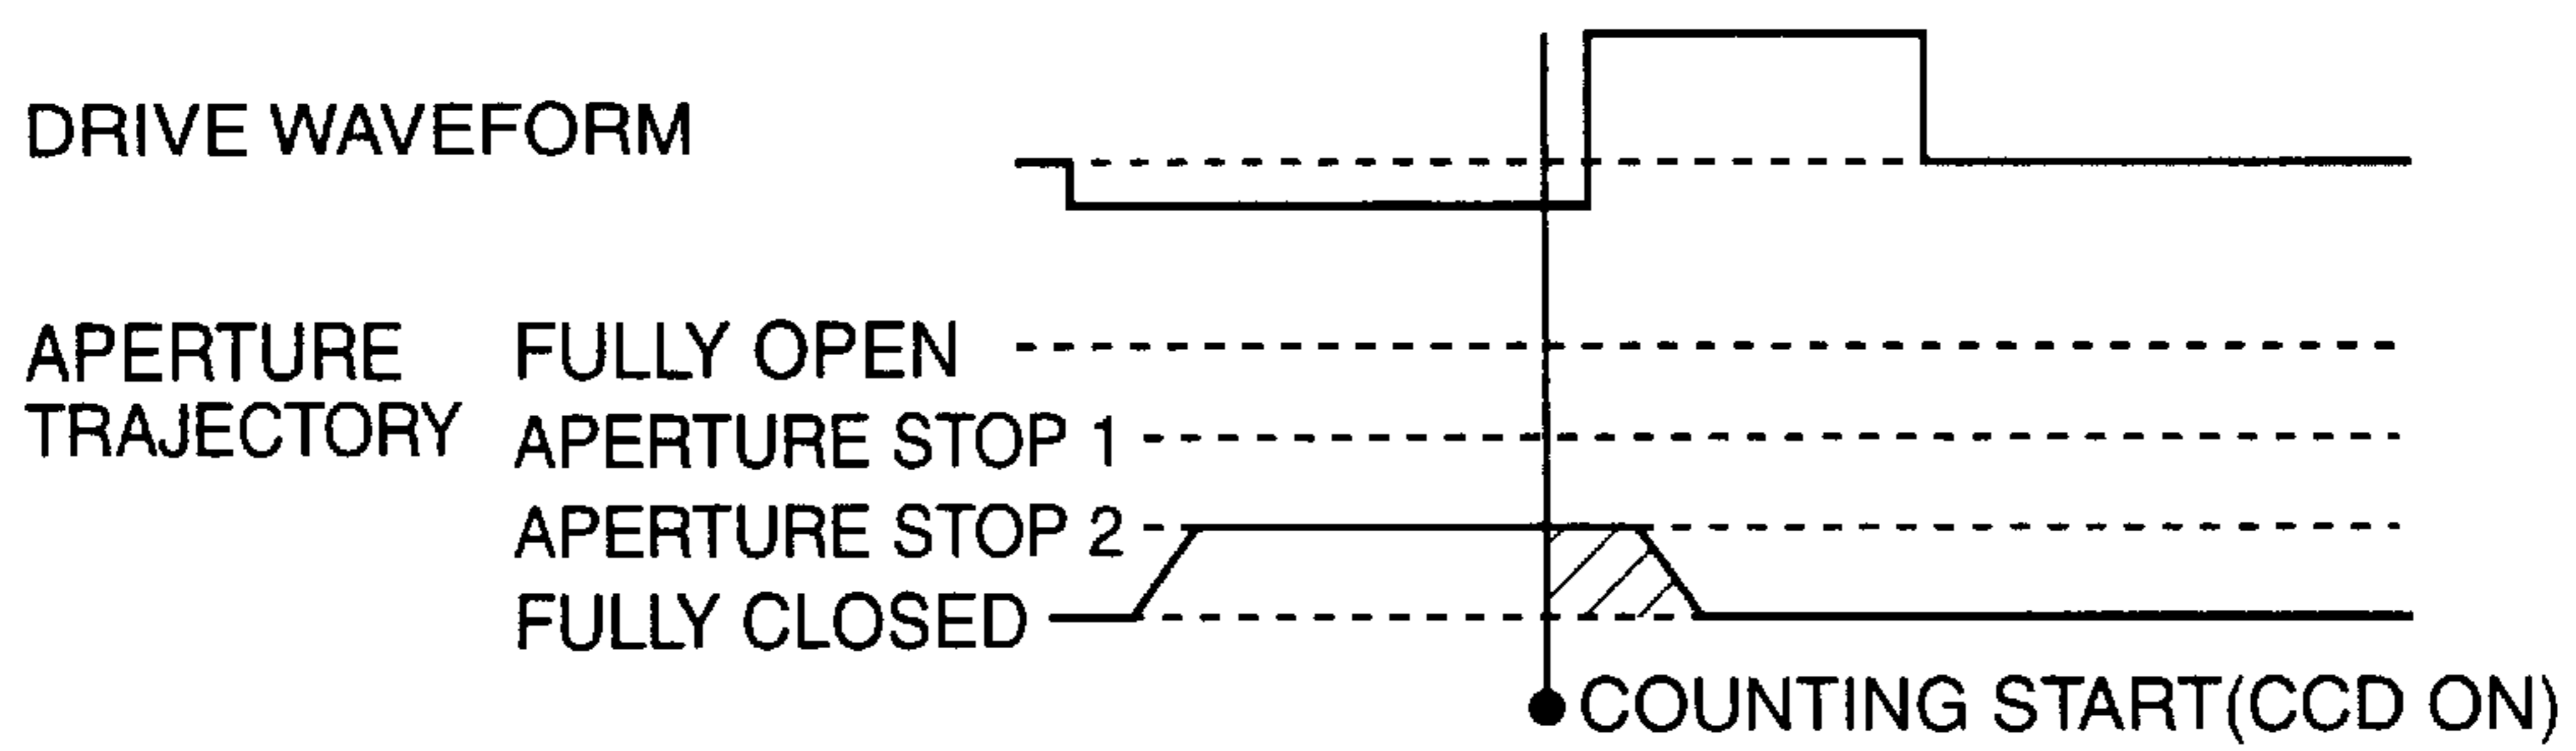 DRIVE WAVEFORM
APERTURE
TRAJECTORY
FULLY OPEN
APERTURE STOP 1
APERTURE STOP 2
FULLY CLOSED
COUNTING START(CCD ON)